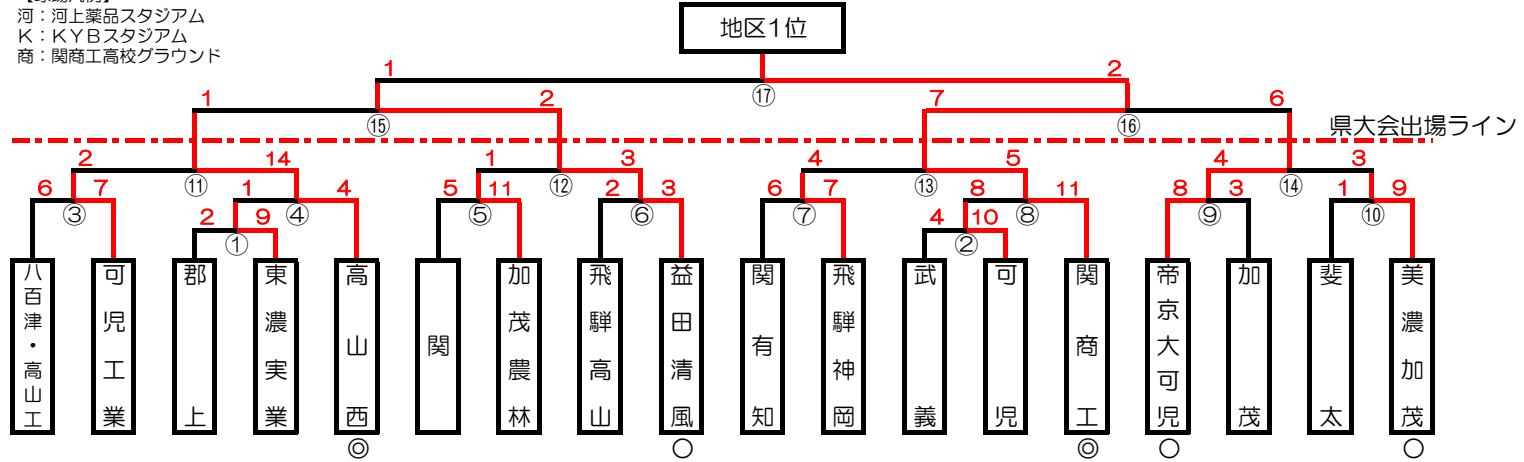 河：河上薬品スタジアム
K：KYBスタジアム
商：関商工高校グラウンド
地区1位
1 2
⑰
1 2 7 6
⑮ ⑯
県大会出場ライン
2 14 1 3 4 5 4 3
⑪ ⑫ ⑬ ⑭
6 7 1 4 5 11 2 3 6 7 8 11 8 3 1 9
③ ④ ⑤ ⑥ ⑦ ⑧ ⑨ ⑩
2 9 4 10
① ②
八百津・高山工
可児工業
郡上
東濃実業
高山西
関
加茂農林
飛騨高山
益田清風
関有知
飛騨神岡
武義
可児
関商工
帝京大可児
加茂
斐太
美濃加茂
◎ ○ ◎ ○ ○